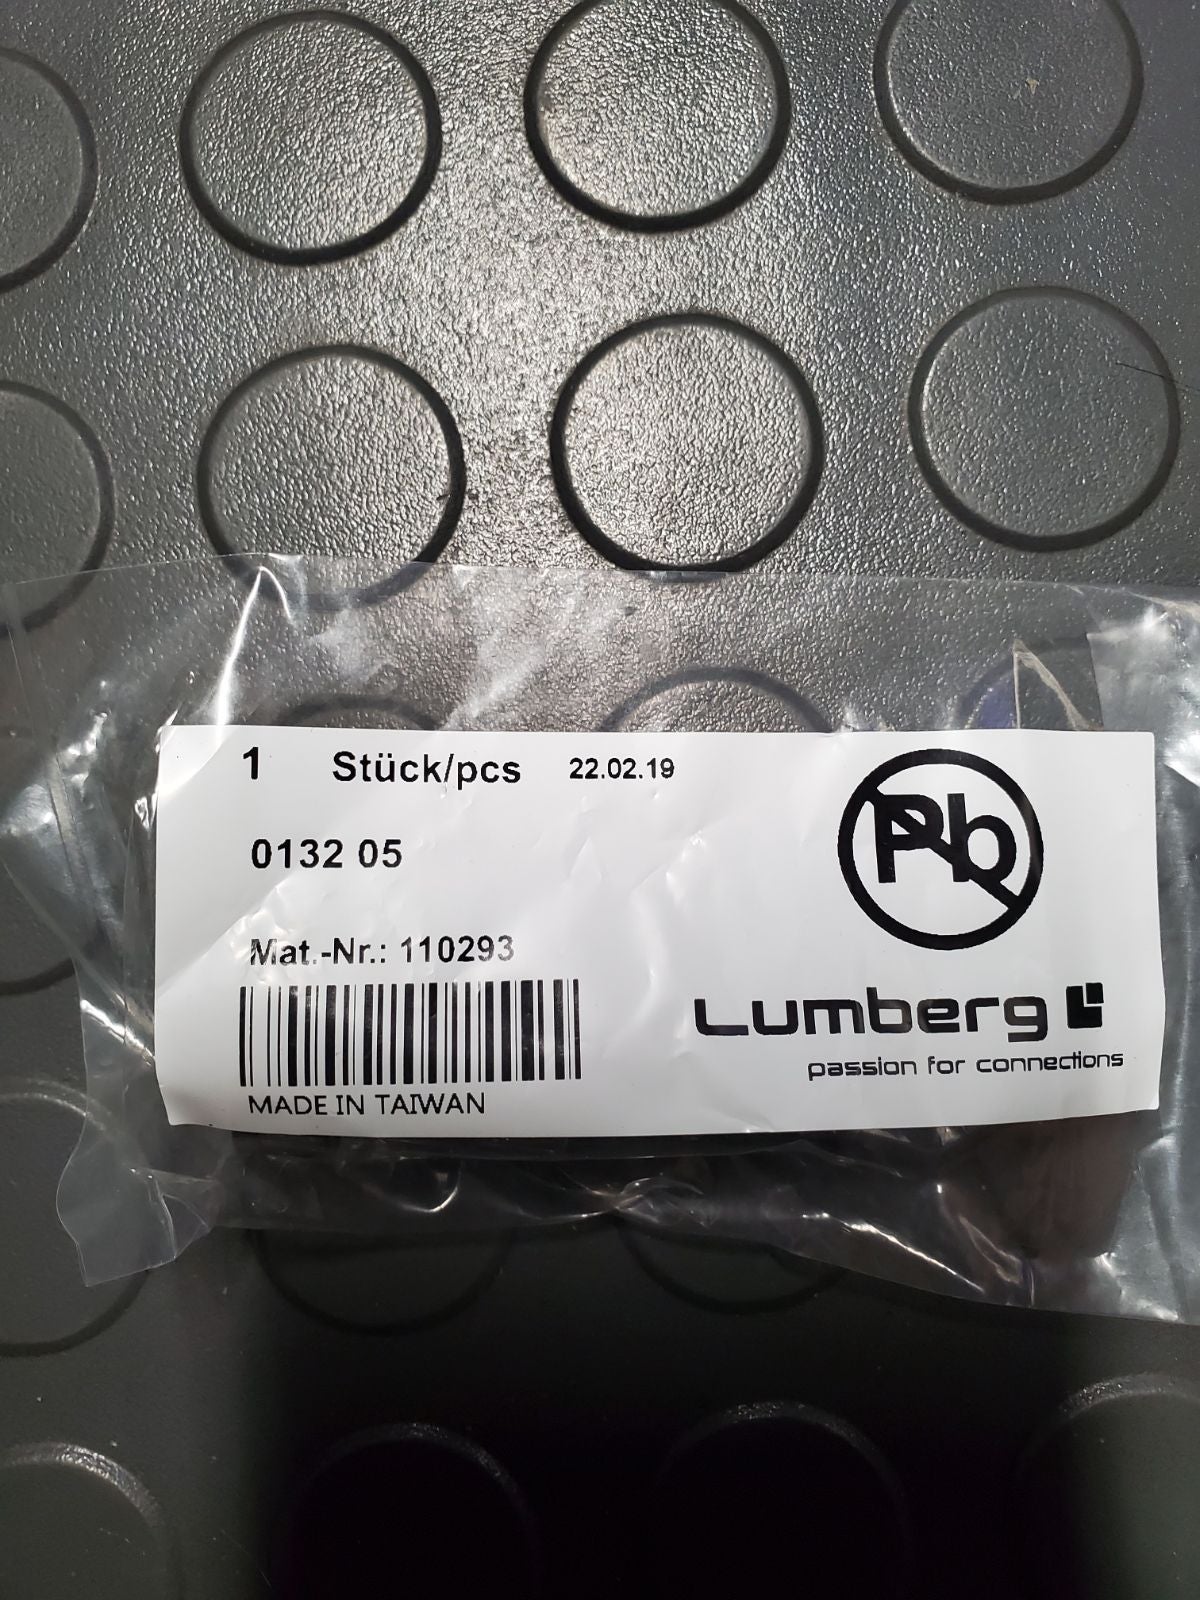 1 Stück/pcs 22.02.19
Pb
0132 05
Mat.-Nr.: 110293
Lumberg
passion for connections
MADE IN TAIWAN